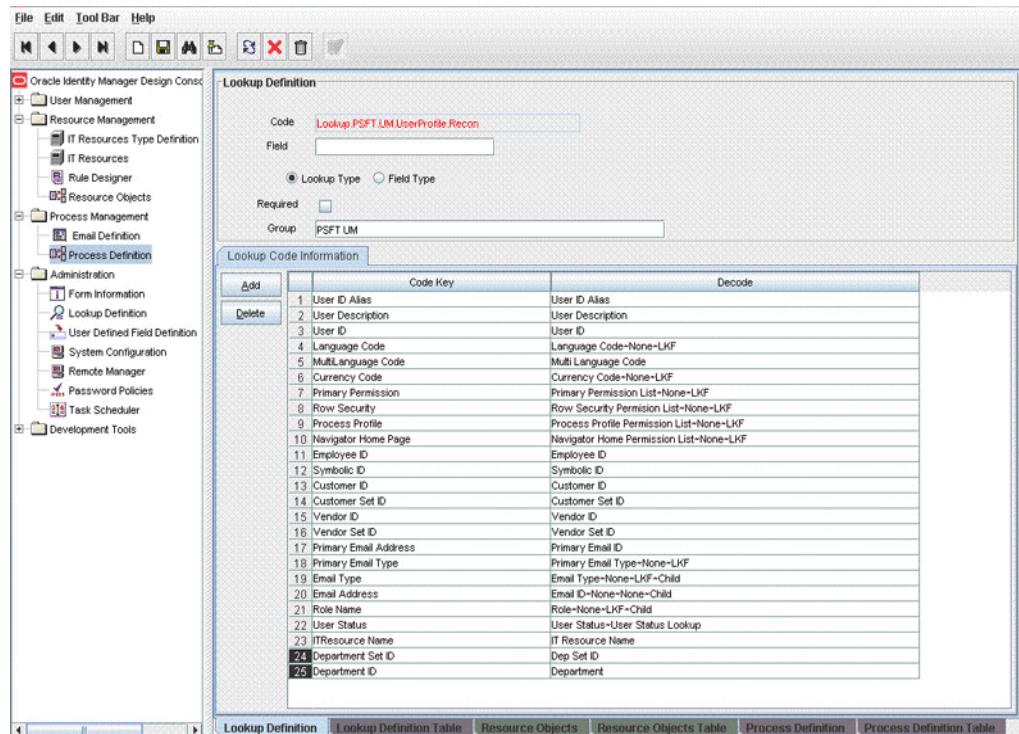 File Edit Tool Bar Help
Oracle Identity Manager Design Consc
User Management
Resource Management
IT Resources Type Definition
IT Resources
Rule Designer
Resource Objects
Process Management
Email Definition
Process Definition
Administration
Form Information
Lookup Definition
User Defined Field Definition
System Configuration
Remote Manager
Password Policies
Task Scheduler
Development Tools
Lookup Definition
Code Lookup.PSFT.UM.UserProfile.Recon
Field
Lookup Type Field Type
Required
Group PSFT UM
Lookup Code Information
Add
Delete
Code Key Decode
1 User ID Alias User ID Alias
2 User Description User Description
3 User ID User ID
4 Language Code Language Code~None~LKF
5 MultiLanguage Code Multi Language Code
6 Currency Code Currency Code~None~LKF
7 Primary Permission Primary Permission List~None~LKF
8 Row Security Row Security Permision List~None~LKF
9 Process Profile Process Profile Permission List~None~LKF
10 Navigator Home Page Navigator Home Permission List~None~LKF
11 Employee ID Employee ID
12 Symbolic ID Symbolic ID
13 Customer ID Customer ID
14 Customer Set ID Customer Set ID
15 Vendor ID Vendor ID
16 Vendor Set ID Vendor Set ID
17 Primary Email Address Primary Email ID
18 Primary Email Type Primary Email Type~None~LKF
19 Email Type Email Type~None~LKF~Child
20 Email Address Email ID~None~None~Child
21 Role Name Role~None~LKF~Child
22 User Status User Status~User Status Lookup
23 ITResource Name IT Resource Name
24 Department Set ID Dep Set ID
25 Department ID Department
Lookup Definition Lookup Definition Table Resource Objects Resource Objects Table Process Definition Process Definition Table